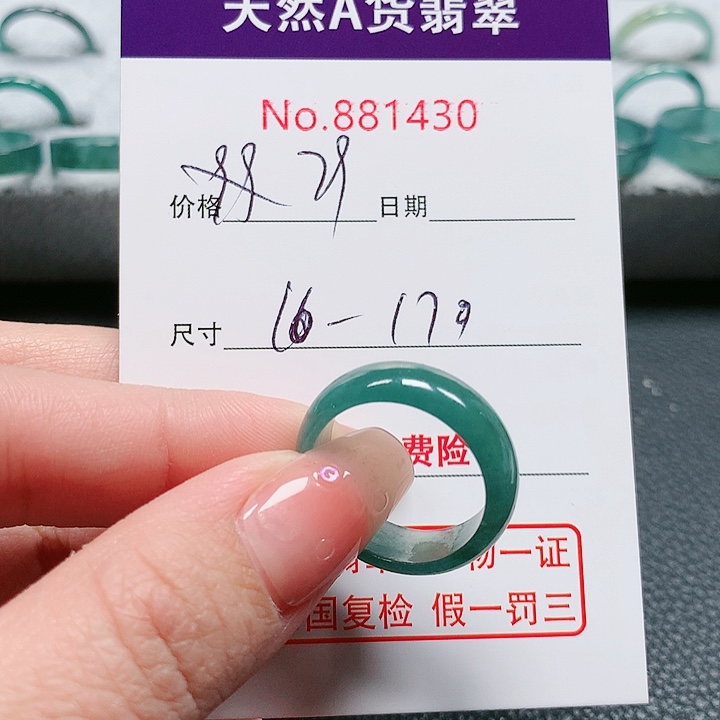 天然A货翡翠
No.881430
价格 日期
尺寸 16-17
费险
物一证
国复检 假一罚三